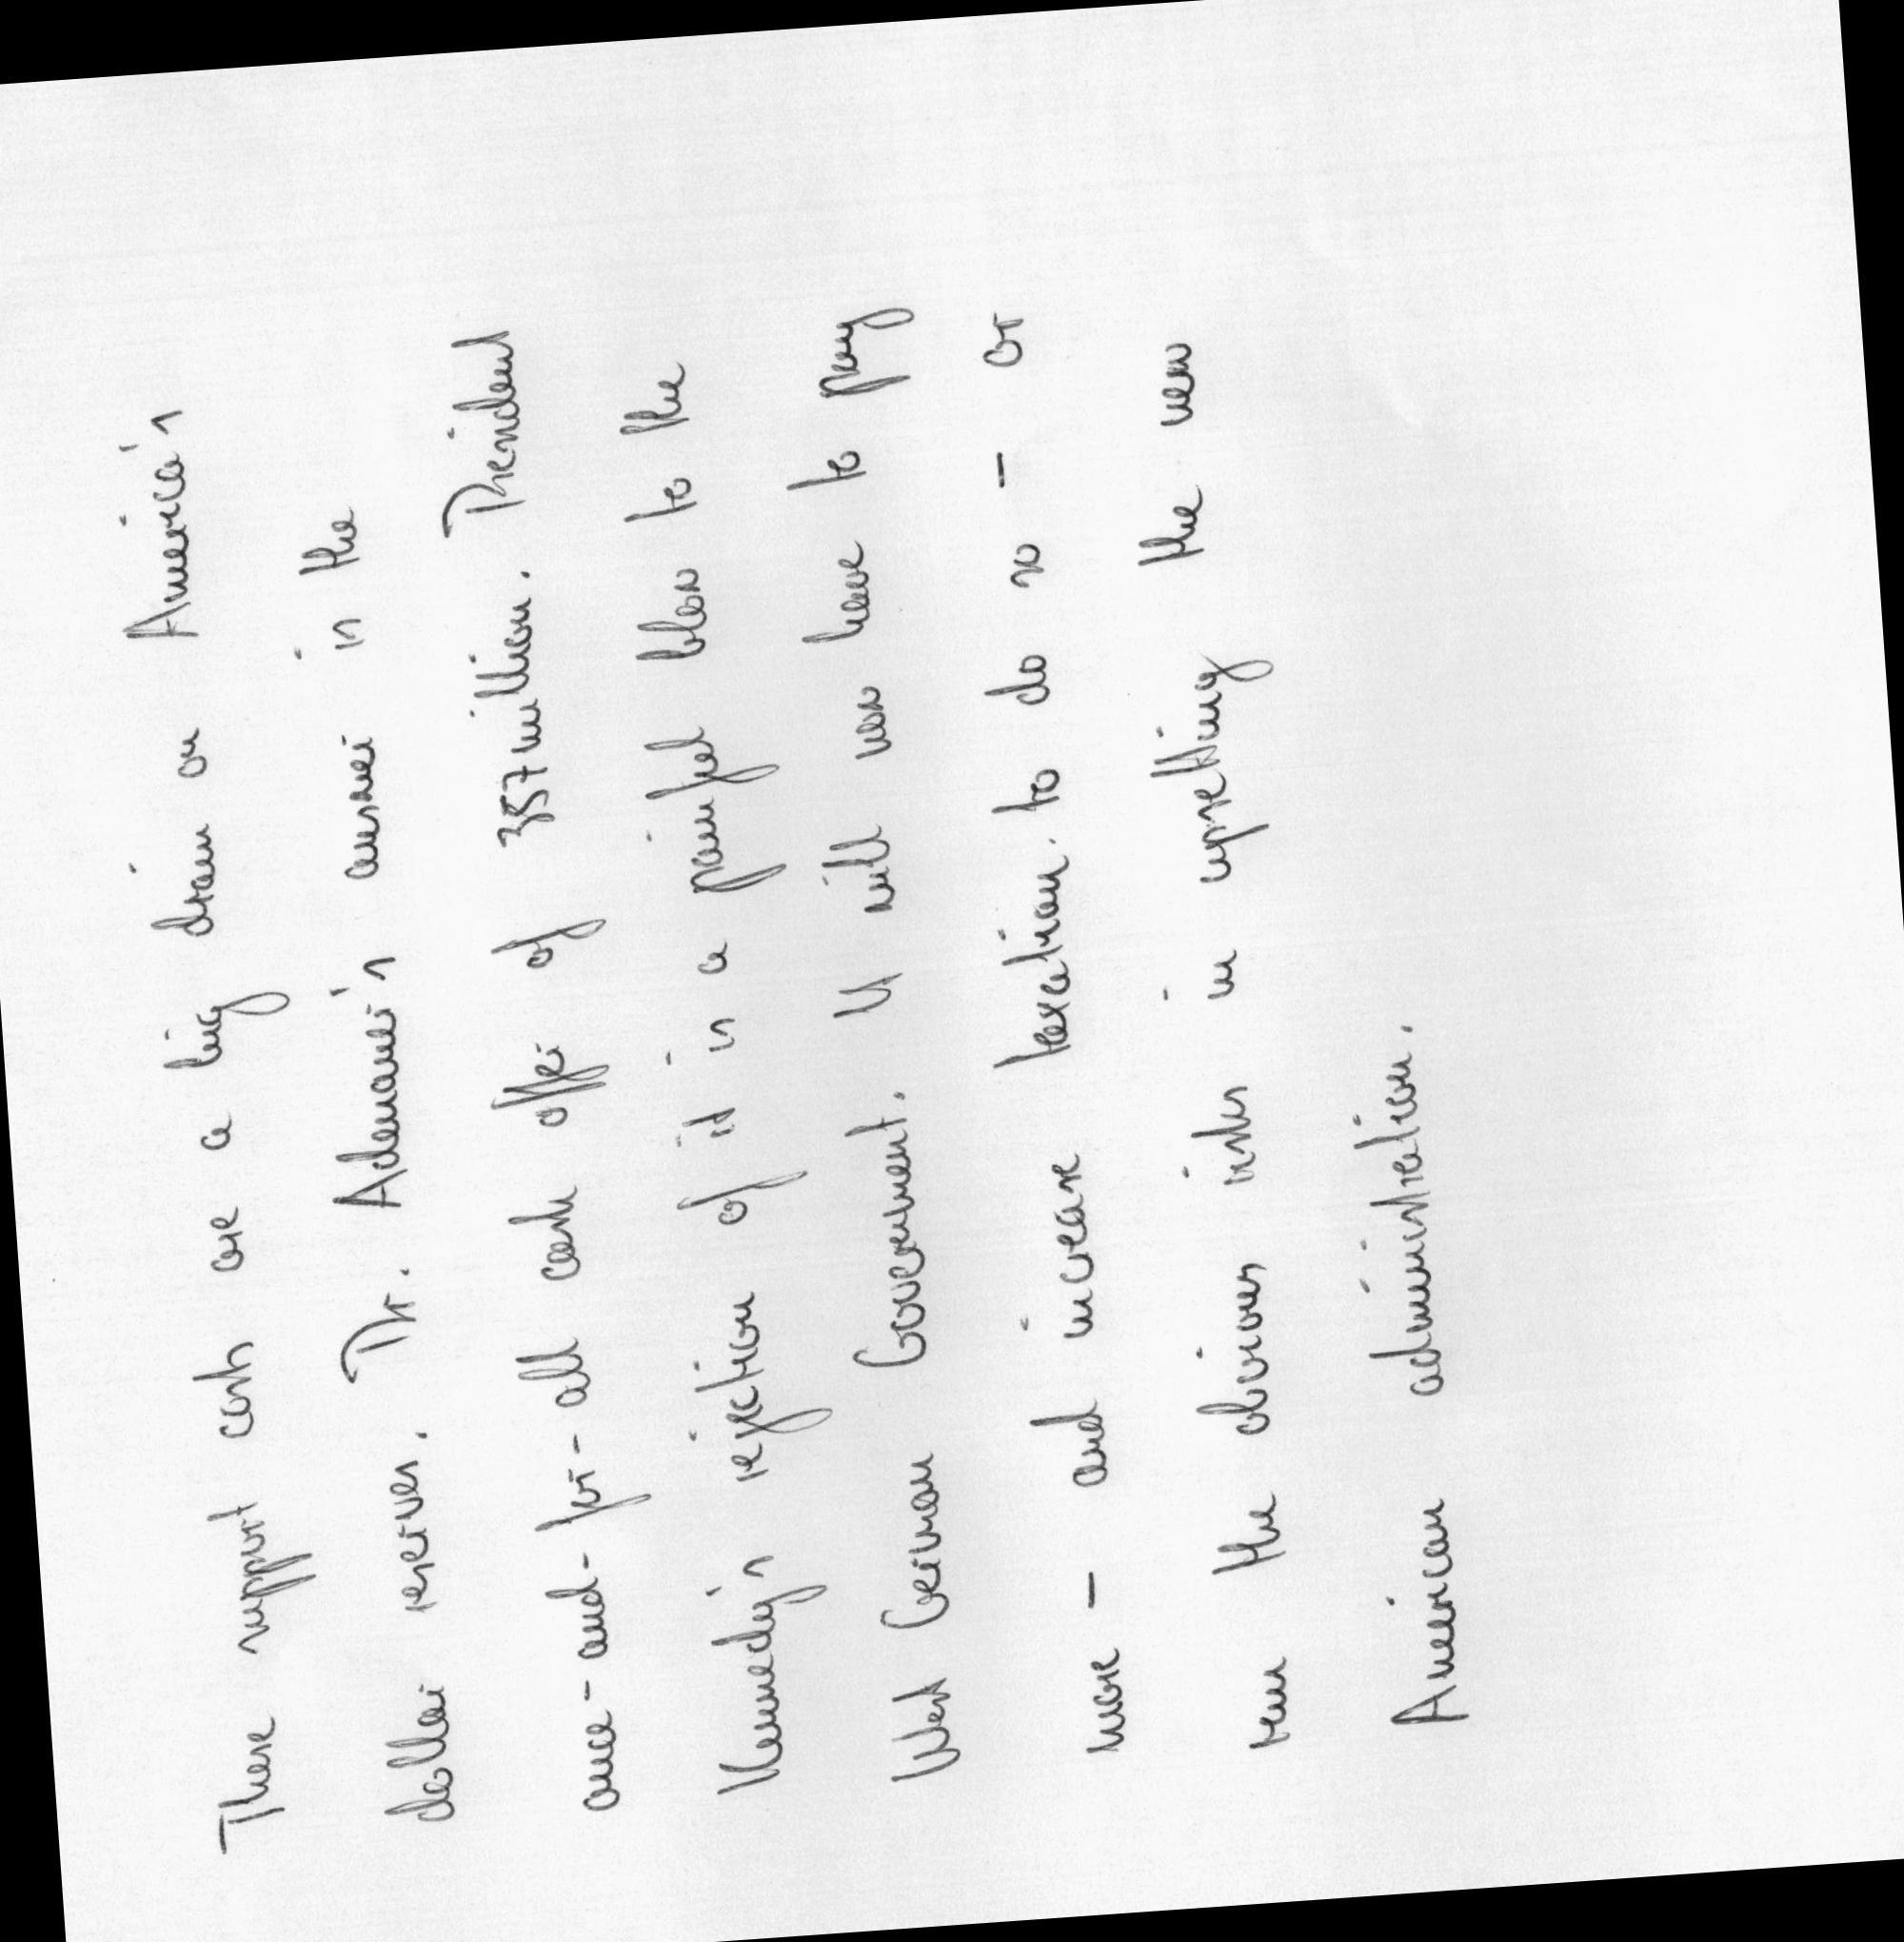 These support costs are a big drain on America's
dollar reserves. Dr. Adenauer's answer is the
once-and-for-all cash offer of 357 million. President
Kennedy's rejection of it is a painful blow to the
West German Government. It will now have to pay
more - and increase taxation to do so - or
run the obvious risks in upsetting the new
American administration.